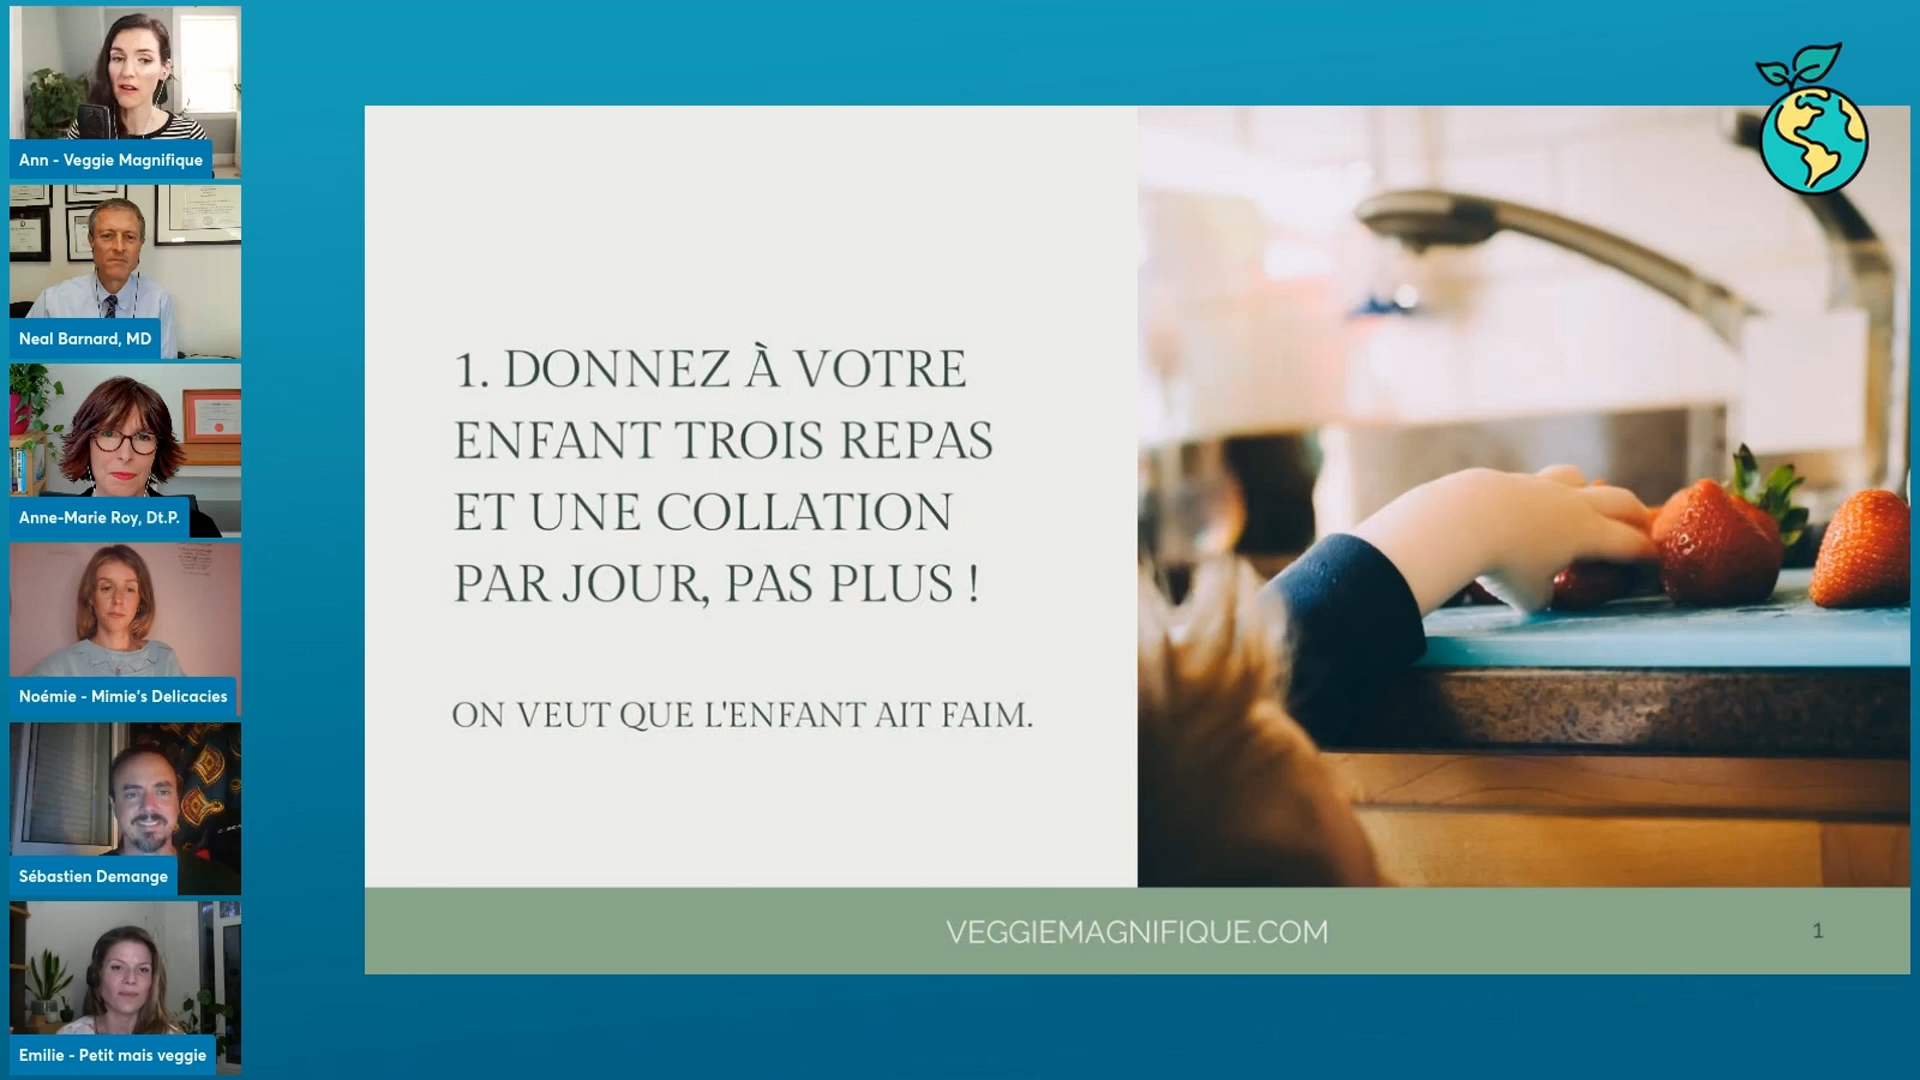 Ann - Veggie Magnifique
Neal Barnard, MD
Anne-Marie Roy, Dt.P.
Noémie - Mimie's Delicacies
Sébastien Demange
Emilie - Petit mais veggie
1. DONNEZ À VOTRE
ENFANT TROIS REPAS
ET UNE COLLATION
PAR JOUR, PAS PLUS !
ON VEUT QUE L'ENFANT AIT FAIM.
VEGGIEMAGNIFIQUE.COM
1